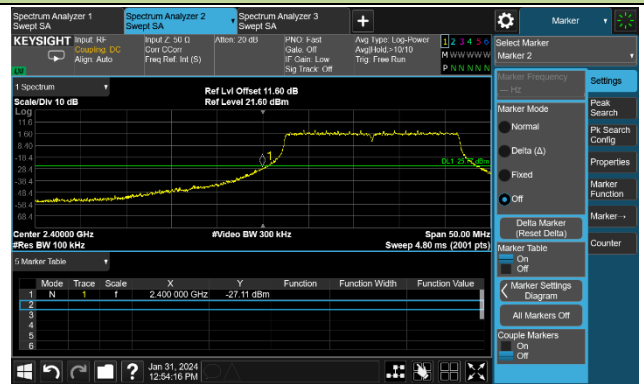 Spectrum Analyzer 1
Swept SA
Spectrum Analyzer 2
Swept SA
Spectrum Analyzer 3
Swept SA
+
Marker
KEYSIGHT
Input: RF
Coupling: DC
Align: Auto
Input Z: 50 Ω
Corr CCorr
Freq Ref: Int (S)
Atten: 20 dB
PNO: Fast
Gate: Off
IF Gain: Low
Sig Track: Off
Avg Type: Log-Power
Avg|Hold:>10/10
Trig: Free Run
1 2 3 4 5 6
M W W W W W
P N N N N N
LW
Select Marker
Marker 2
Marker Frequency
--- Hz
Settings
Peak Search
Pk Search Config
Properties
Marker Function
Marker→
Counter
Marker Mode
Normal
Delta (Δ)
Fixed
Off
Delta Marker
(Reset Delta)
Marker Table
On
Off
Marker Settings
Diagram
All Markers Off
Couple Markers
On
Off
1 Spectrum
Scale/Div 10 dB
Log
Ref Lvl Offset 11.60 dB
Ref Level 21.60 dBm
11.6
1.60
-8.40
-18.4
-28.4
-38.4
-48.4
-58.4
-68.4
1
Center 2.40000 GHz
#Res BW 100 kHz
#Video BW 300 kHz
Span 50.00 MHz
Sweep 4.80 ms (2001 pts)
5 Marker Table
Mode Trace Scale X Y Function Function Width Function Value
1 N 1 f 2.400 000 GHz -27.11 dBm
2
3
4
5
6
?
Jan 31, 2024
12:54:16 PM